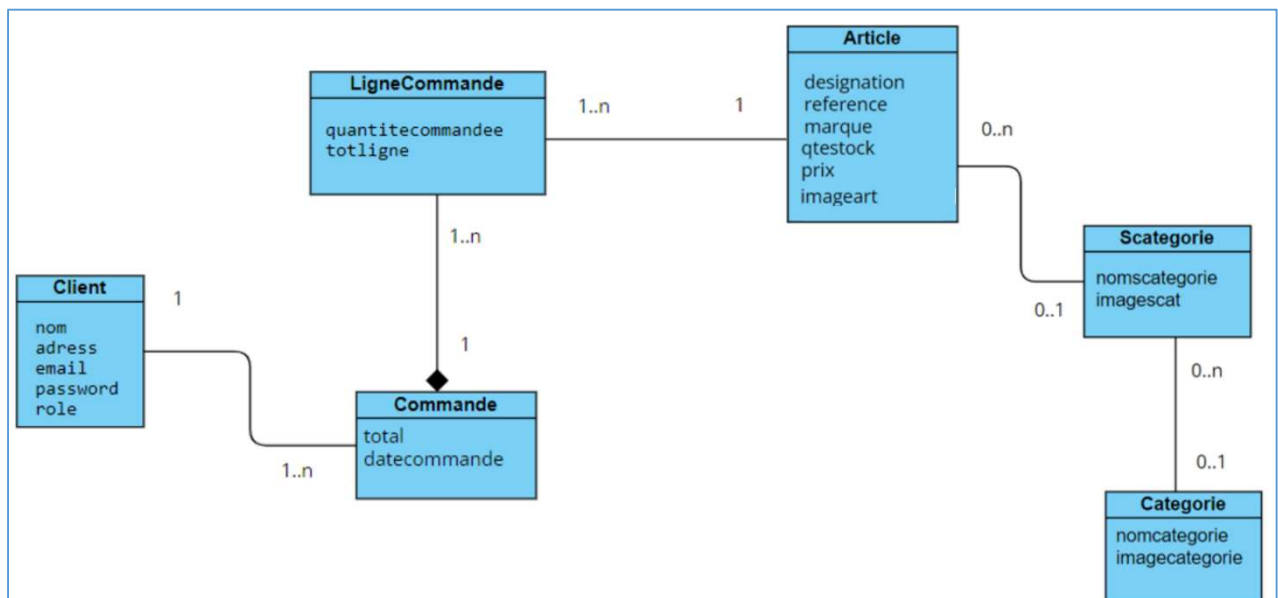 Article
designation
reference
marque
qtestock
prix
imageart
LigneCommande
quantitecommandee
totligne
1..n
1
0..n
1..n
1
Client
nom
adress
email
password
role
1
1..n
Commande
total
datecommande
Scategorie
nomscategorie
imagescat
0..1
0..n
0..1
Categorie
nomcategorie
imagecategorie